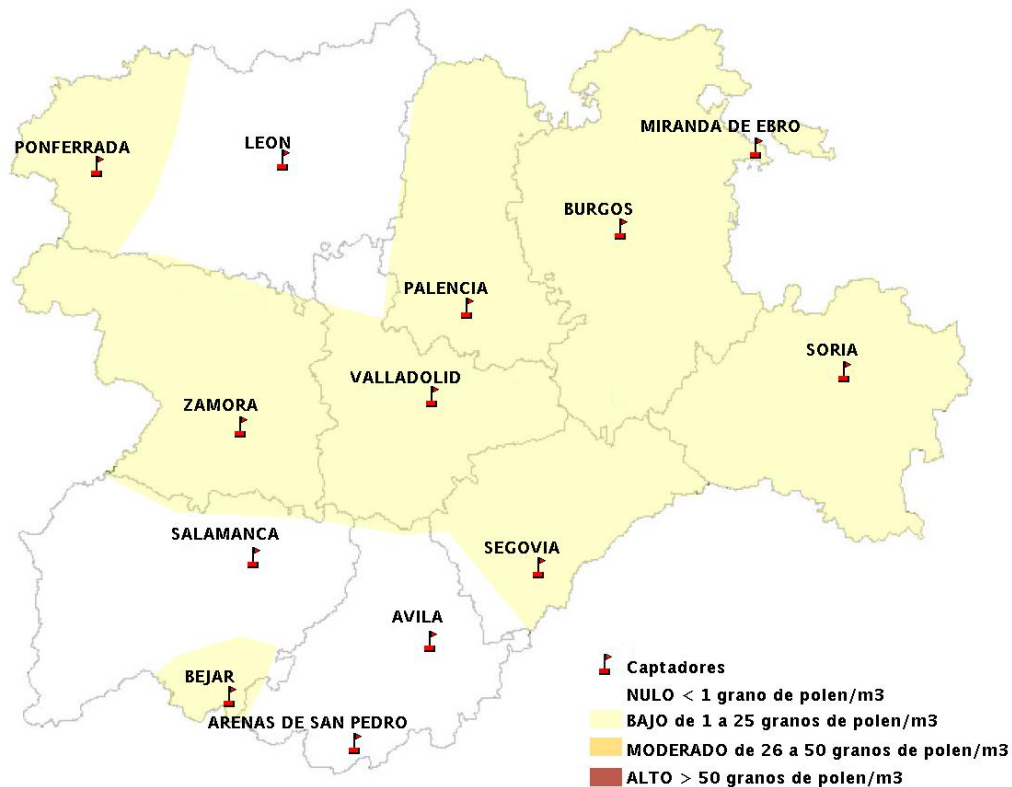 MIRANDA DE EBRO
PONFERRADA
LEON
BURGOS
PALENCIA
SORIA
VALLADOLID
ZAMORA
SALAMANCA
SEGOVIA
AVILA
BEJAR
ARENAS DE SAN PEDRO
Captadores
NULO < 1 grano de polen/m3
BAJO de 1 a 25 granos de polen/m3
MODERADO de 26 a 50 granos de polen/m3
ALTO > 50 granos de polen/m3